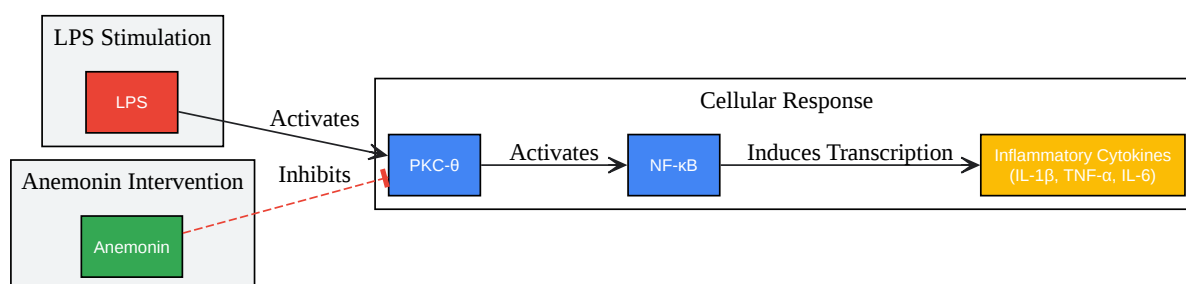 LPS Stimulation
LPS
Activates
Anemonin Intervention
Anemonin
Inhibits
Cellular Response
PKC-θ
Activates
NF-κB
Induces Transcription
Inflammatory Cytokines
(IL-1β, TNF-α, IL-6)